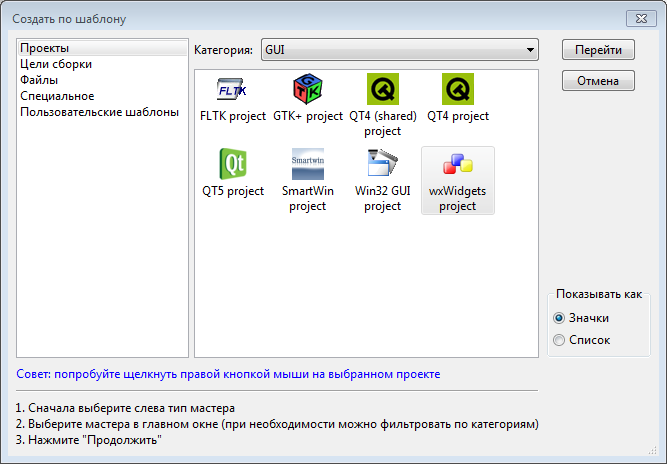 Создать по шаблону
Проекты
Цели сборки
Файлы
Специальное
Пользовательские шаблоны
Категория: GUI
FLTK
GTK
Qt
Smartwin
FLTK project
GTK+ project
QT4 (shared) project
QT4 project
QT5 project
SmartWin project
Win32 GUI project
wxWidgets project
Перейти
Отмена
Показывать как
Значки
Список
Совет: попробуйте щелкнуть правой кнопкой мыши на выбранном проекте
1. Сначала выберите слева тип мастера
2. Выберите мастера в главном окне (при необходимости можно фильтровать по категориям)
3. Нажмите "Продолжить"